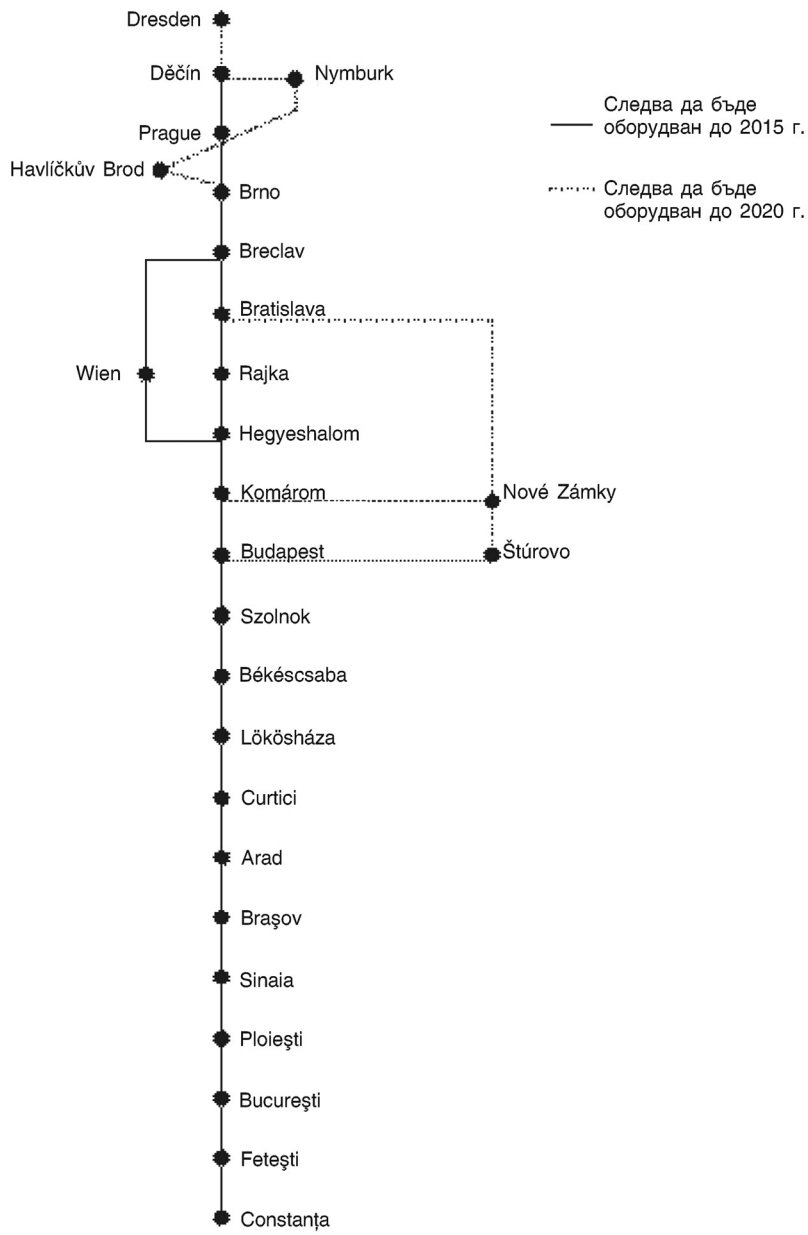 Dresden
Děčín
Nymburk
Следва да бъде
оборудван до 2015 г.
Prague
Havlíčkův Brod
Brno
Следва да бъде
оборудван до 2020 г.
Breclav
Bratislava
Wien
Rajka
Hegyeshalom
Komárom
Nové Zámky
Budapest
Štúrovo
Szolnok
Békéscsaba
Lökösháza
Curtici
Arad
Braşov
Sinaia
Ploieşti
Bucureşti
Feteşti
Constanţa